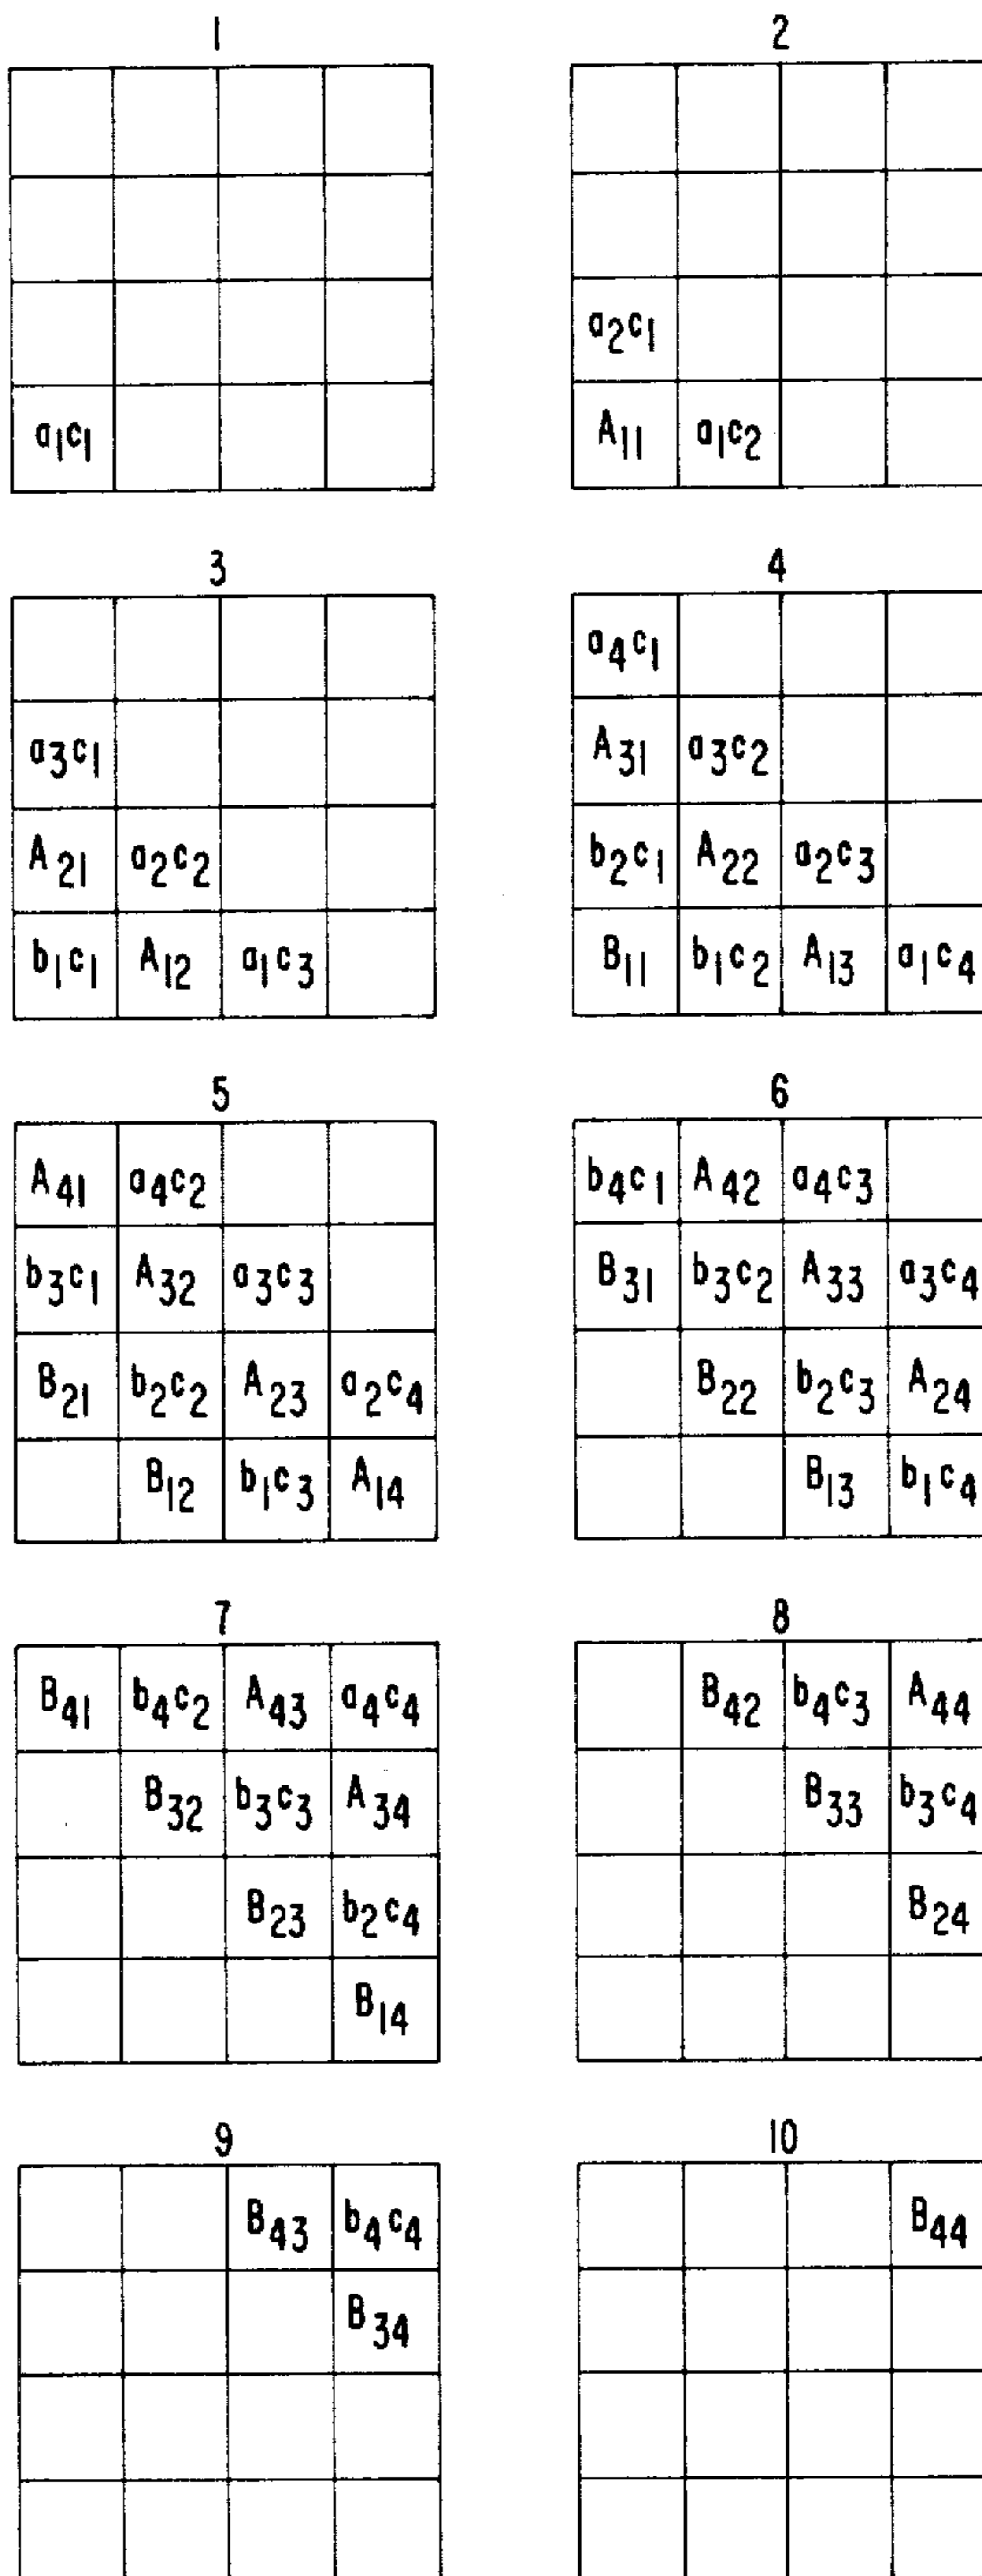 1 2
a₂c₁
a₁c₁ A₁₁ a₁c₂
3 4
a₄c₁
a₃c₁ A₃₁ a₃c₂
A₂₁ a₂c₂ b₂c₁ A₂₂ a₂c₃
b₁c₁ A₁₂ a₁c₃ B₁₁ b₁c₂ A₁₃ a₁c₄
5 6
A₄₁ a₄c₂ b₄c₁ A₄₂ a₄c₃
b₃c₁ A₃₂ a₃c₃ B₃₁ b₃c₂ A₃₃ a₃c₄
B₂₁ b₂c₂ A₂₃ a₂c₄ B₂₂ b₂c₃ A₂₄
B₁₂ b₁c₃ A₁₄ B₁₃ b₁c₄
7 8
B₄₁ b₄c₂ A₄₃ a₄c₄ B₄₂ b₄c₃ A₄₄
B₃₂ b₃c₃ A₃₄ B₃₃ b₃c₄
B₂₃ b₂c₄ B₂₄
B₁₄
9 10
B₄₃ b₄c₄ B₄₄
B₃₄